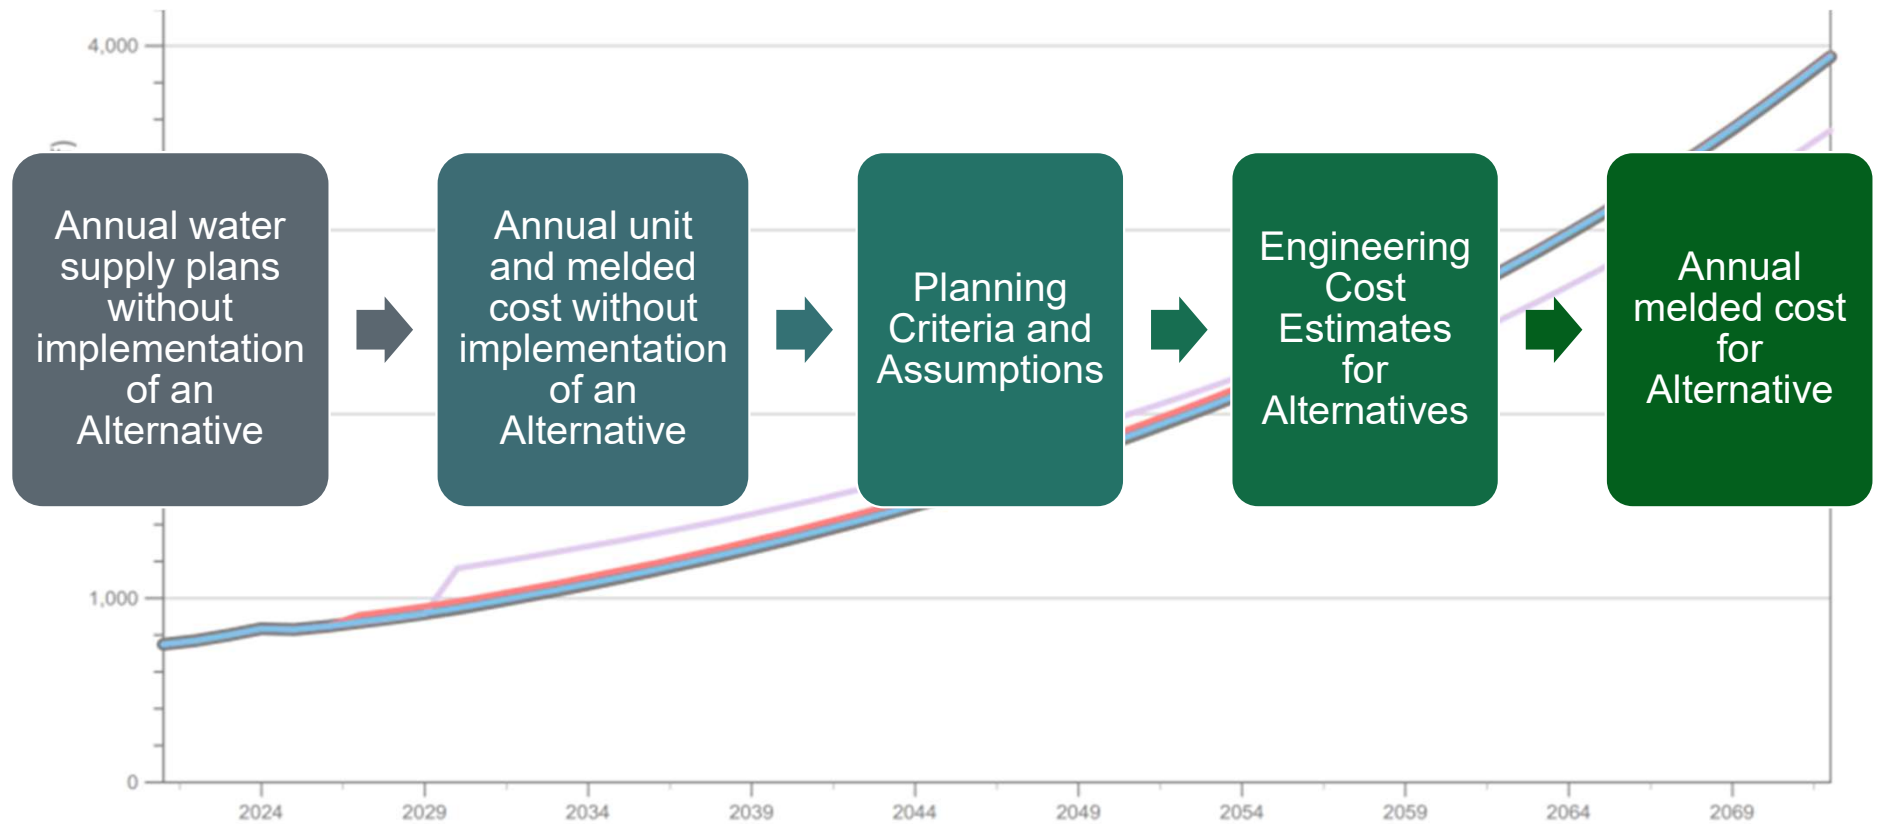 4,000
Annual water
supply plans
without
implementation
of an
Alternative
Annual unit
and melded
cost without
implementation
of an
Alternative
Planning
Criteria and
Assumptions
Engineering
Cost
Estimates
for
Alternatives
Annual
melded cost
for
Alternative
1,000
0
2024
2029
2034
2039
2044
2049
2054
2059
2064
2069